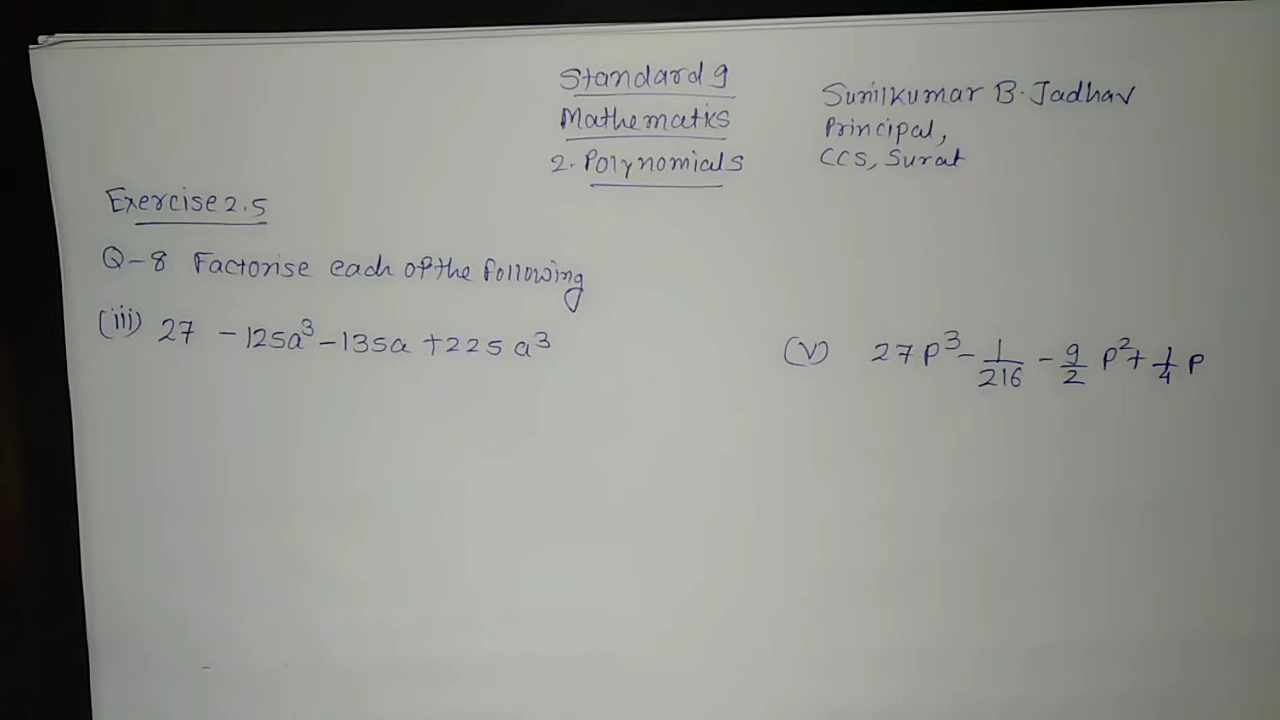 Standard 9
Mathematics
2. Polynomials
Sunilkumar B. Jadhav
Principal,
CCS, Surat
Exercise 2.5
Q-8 Factorise each of the following
(iii) 27 - 125a³ - 135a + 225a³
(v) 27p³ - 1/216 - 9/2 p² + 1/4 p